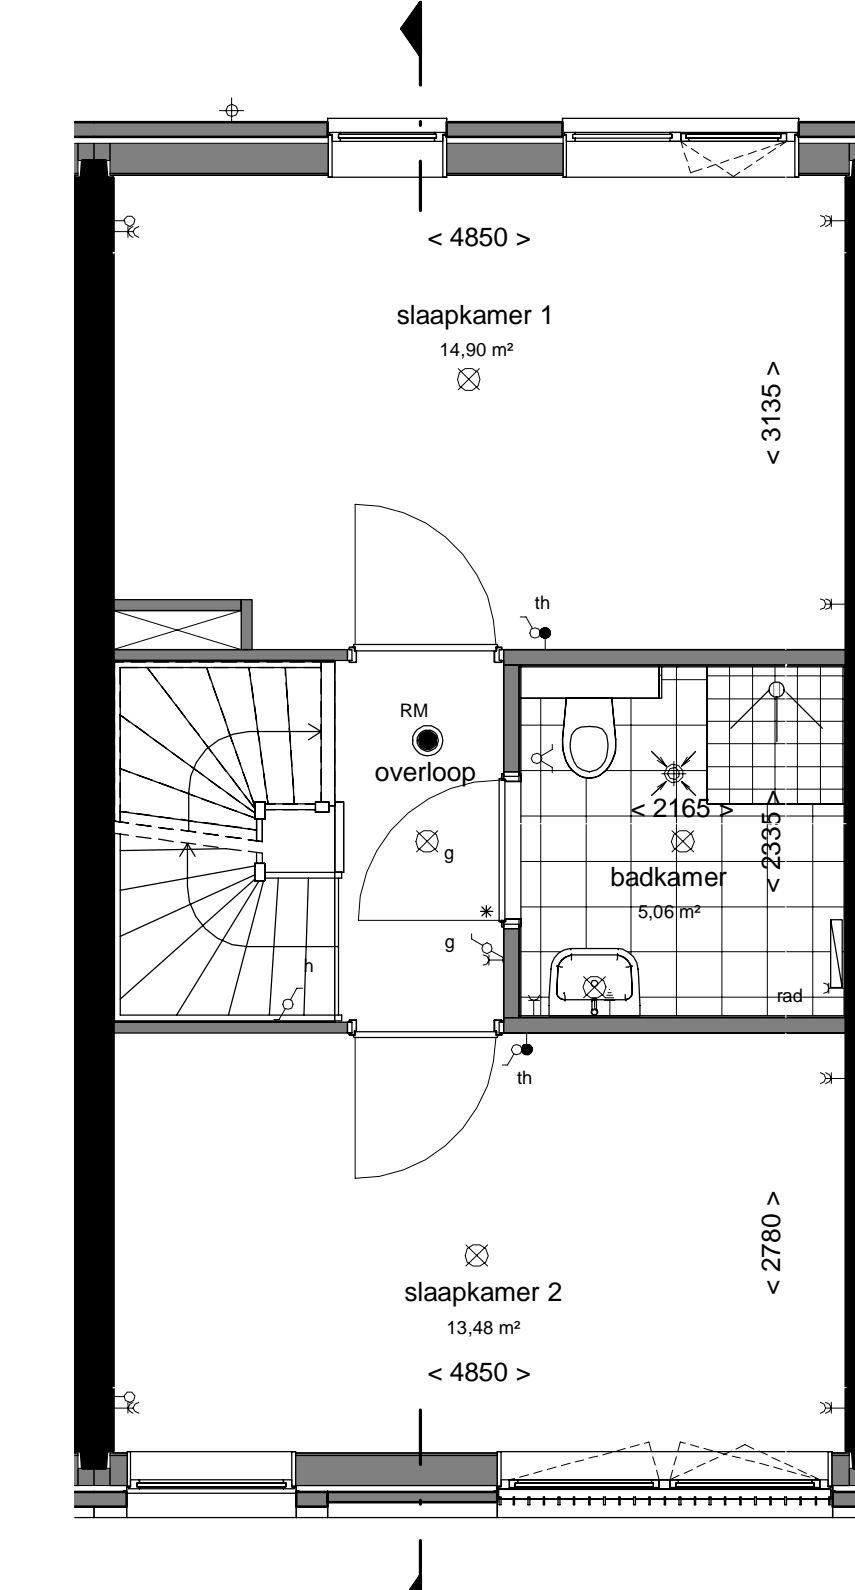 < 4850 >
slaapkamer 1
14,90 m²
< 3135 >
th
RM
overloop
< 2165 >
< 2335 >
g
badkamer
5,06 m²
g
h
rad
th
< 2780 >
slaapkamer 2
13,48 m²
< 4850 >